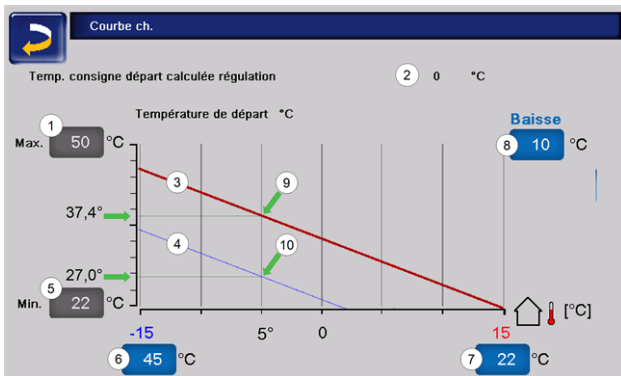 Courbe ch.
Temp. consigne départ calculée régulation 2 0 °C
Température de départ °C
Baisse
1
Max. 50 °C
8 10 °C
3
9
37,4°
4
10
27,0°
5
Min. 22 °C
[°C]
-15 5° 0 15
6 45 °C
7 22 °C